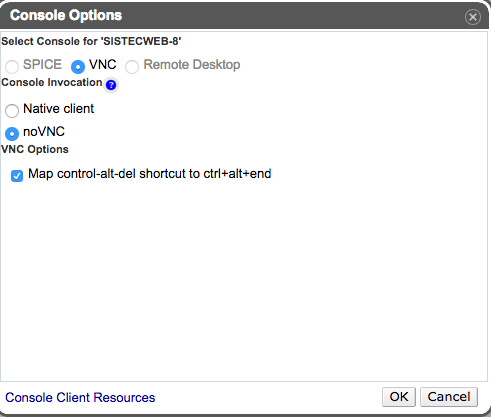 Console Options
Select Console for 'SISTECWEB-8'
SPICE VNC Remote Desktop
Console Invocation ?
Native client
noVNC
VNC Options
Map control-alt-del shortcut to ctrl+alt+end
Console Client Resources OK Cancel